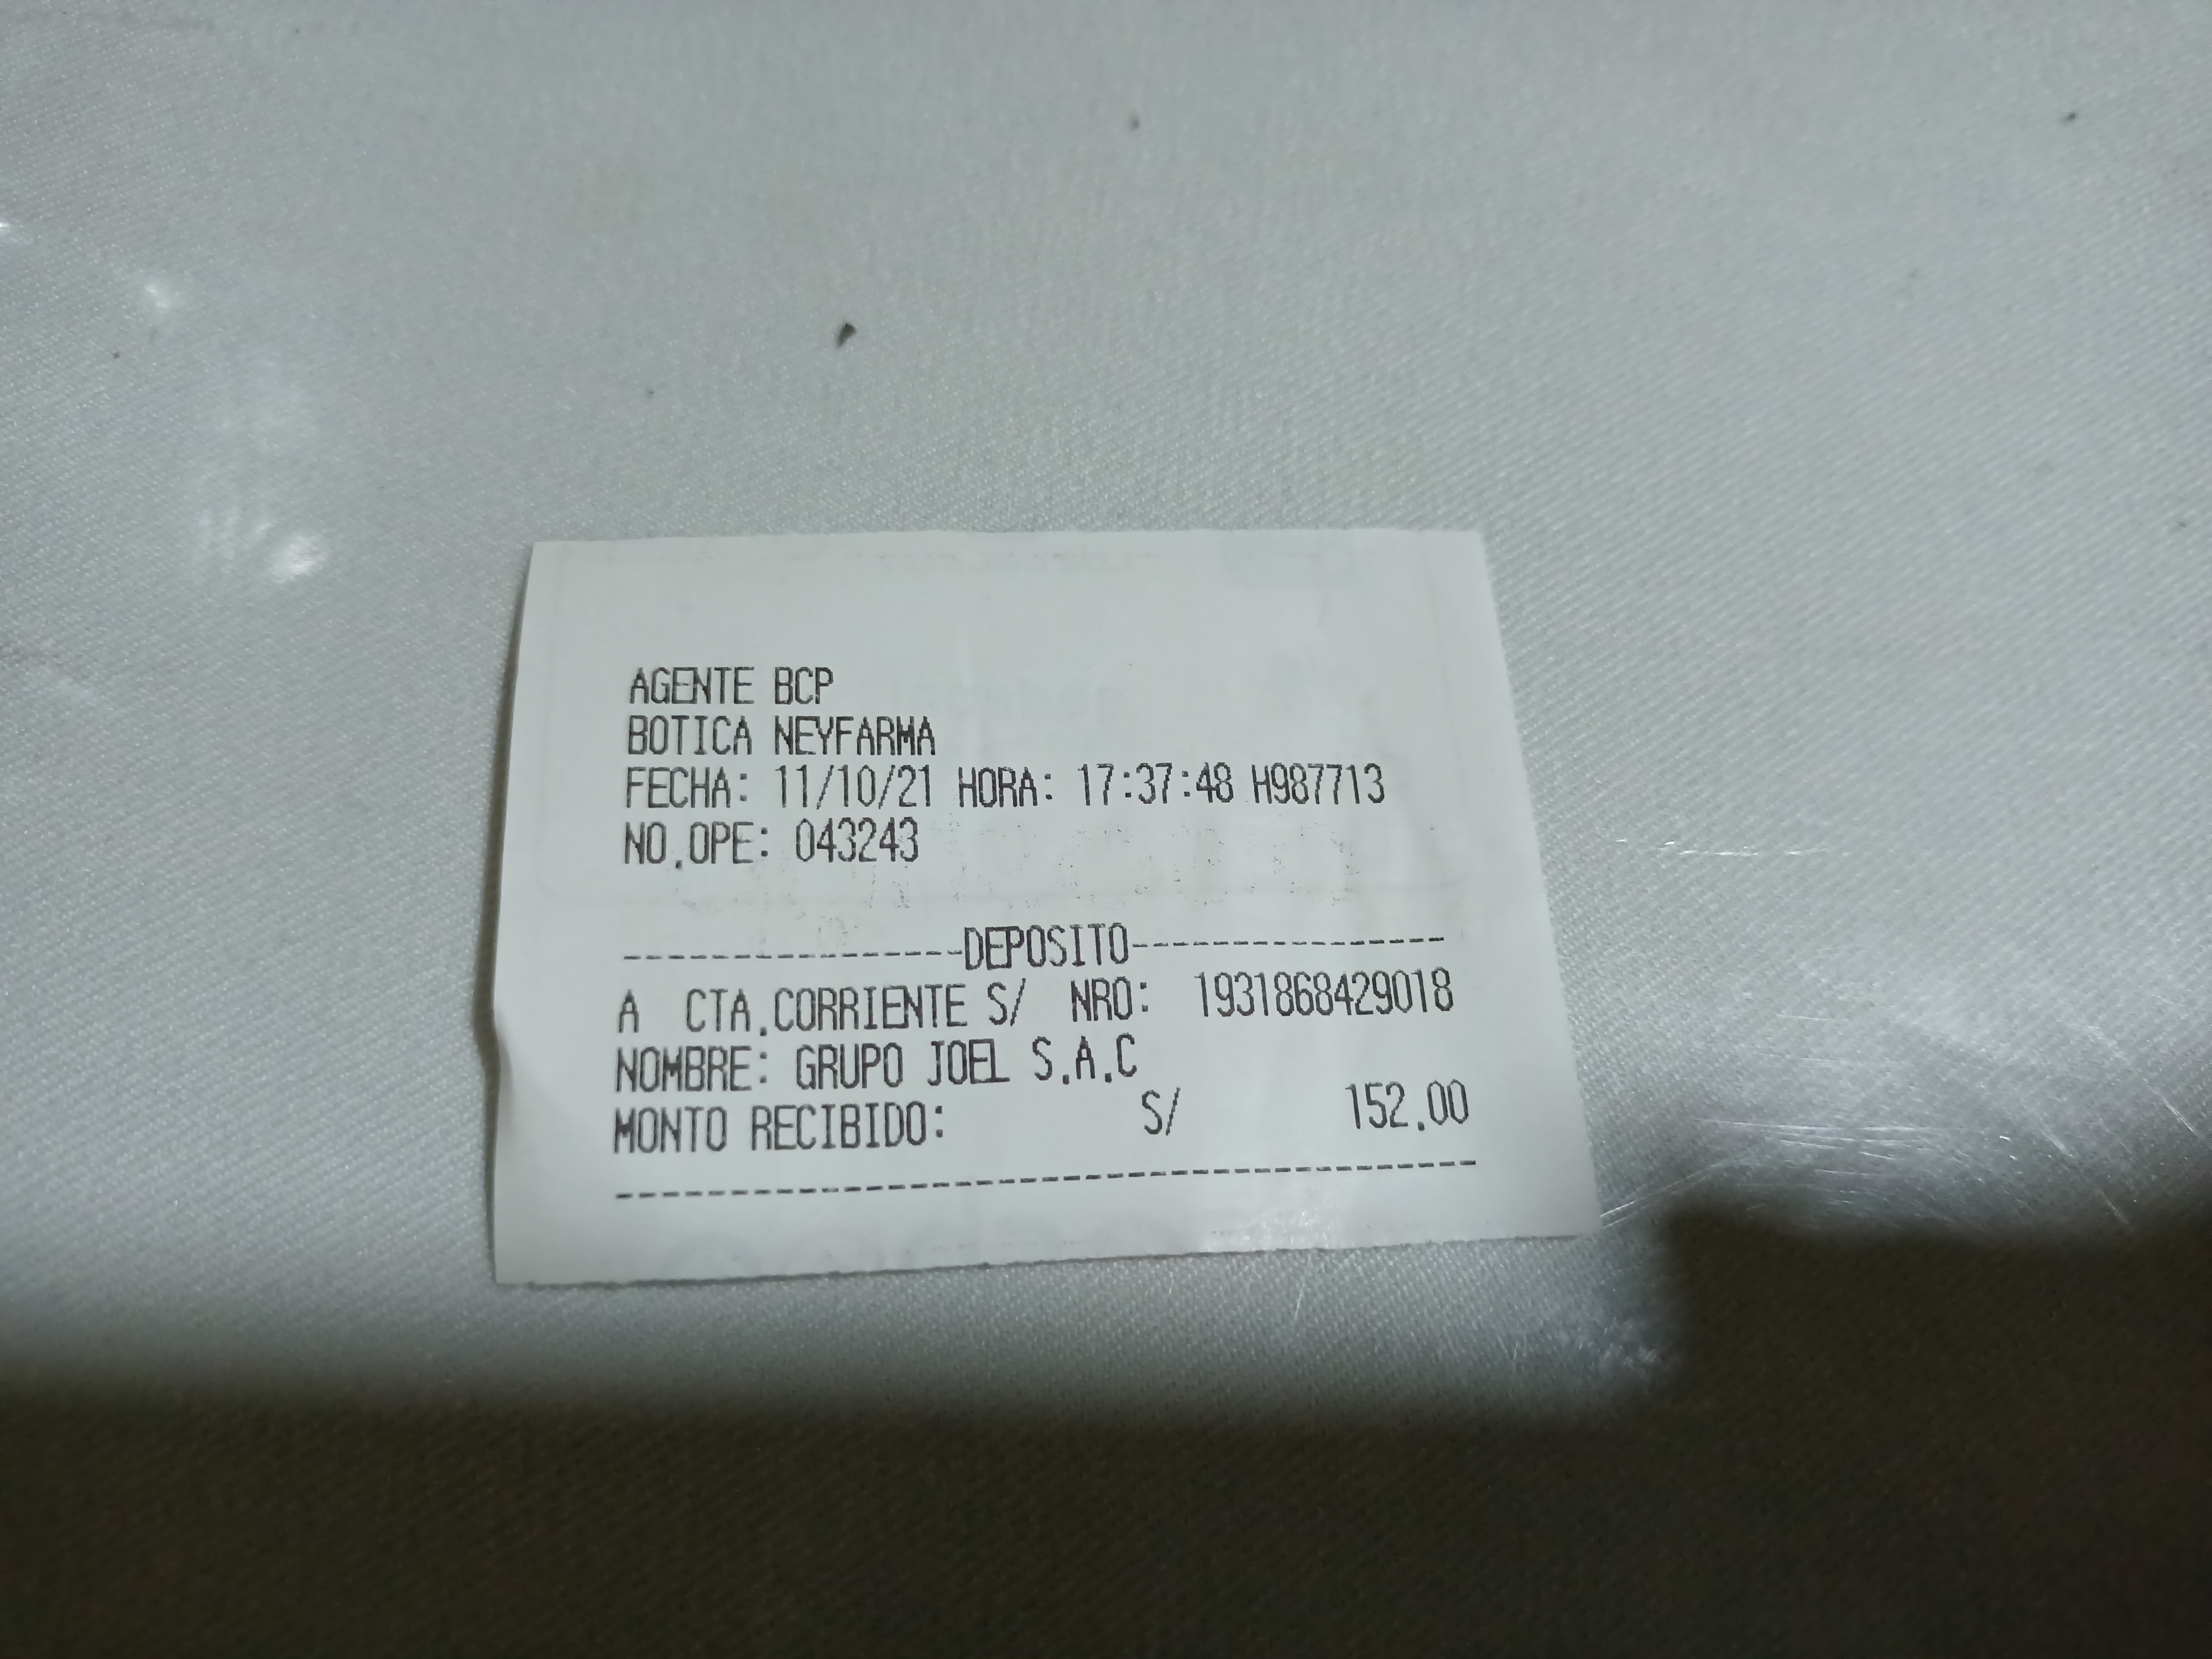 AGENTE BCP
BOTICA NEYFARMA
FECHA: 11/10/21 HORA: 17:37:48 H987713
NO.OPE: 043243
-----------------DEPOSITO----------------
A CTA.CORRIENTE S/ NRO: 1931868429018
NOMBRE: GRUPO JOEL S.A.C
MONTO RECIBIDO: S/ 152.00